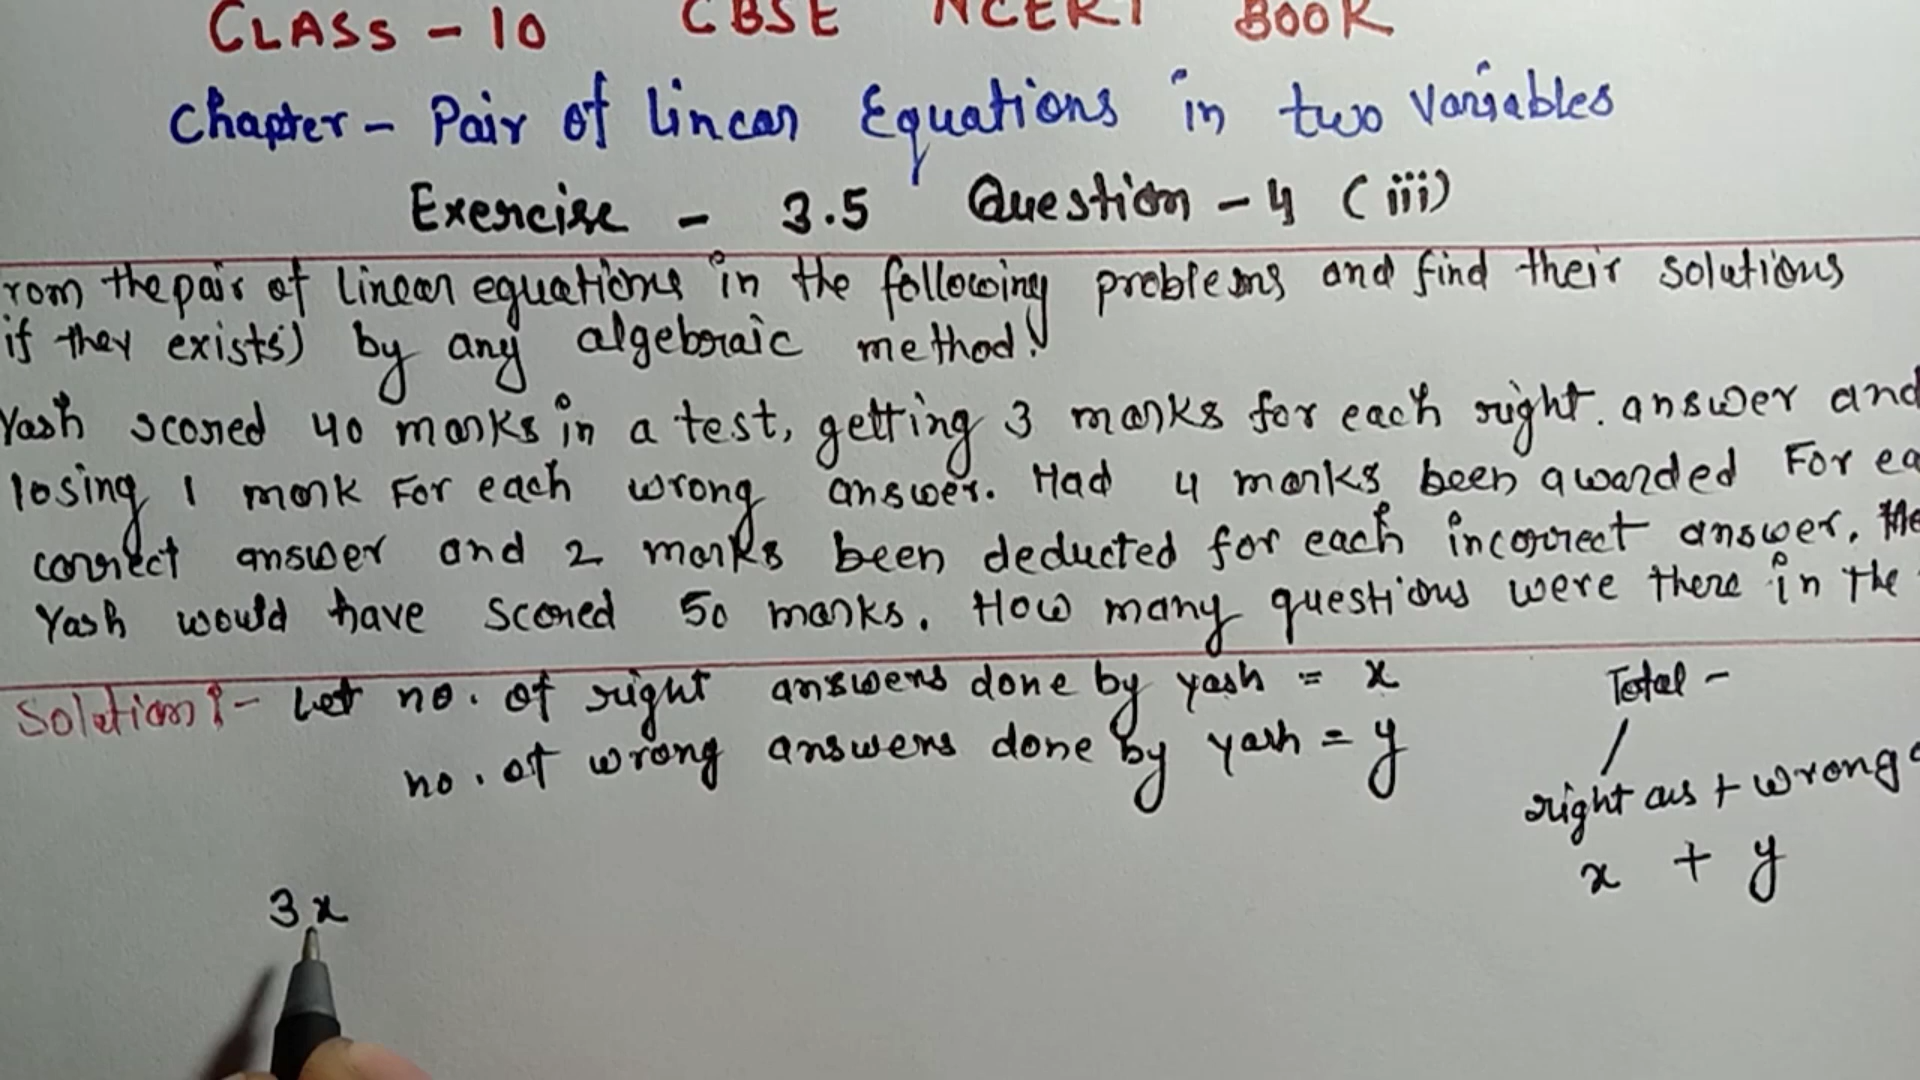 CLASS - 10 CBSE NCERT BOOK
Chapter - Pair of linear Equations in two Variables
Exercise - 3.5 Question - 4 (iii)
rom the pair of linear equations in the following problems and find their solutions
if they exists) by any algebraic method.
Yash scored 40 marks in a test, getting 3 marks for each right. answer and
losing 1 mark For each wrong answer. Had 4 marks been awarded For ea
correct answer and 2 marks been deducted for each incorrect answer, the
Yash would have scored 50 marks. How many questions were there in the
Solution :- Let no. of right answers done by yash = x
no. of wrong answers done by yash = y
Total -
right ans + wrong
x + y
3x